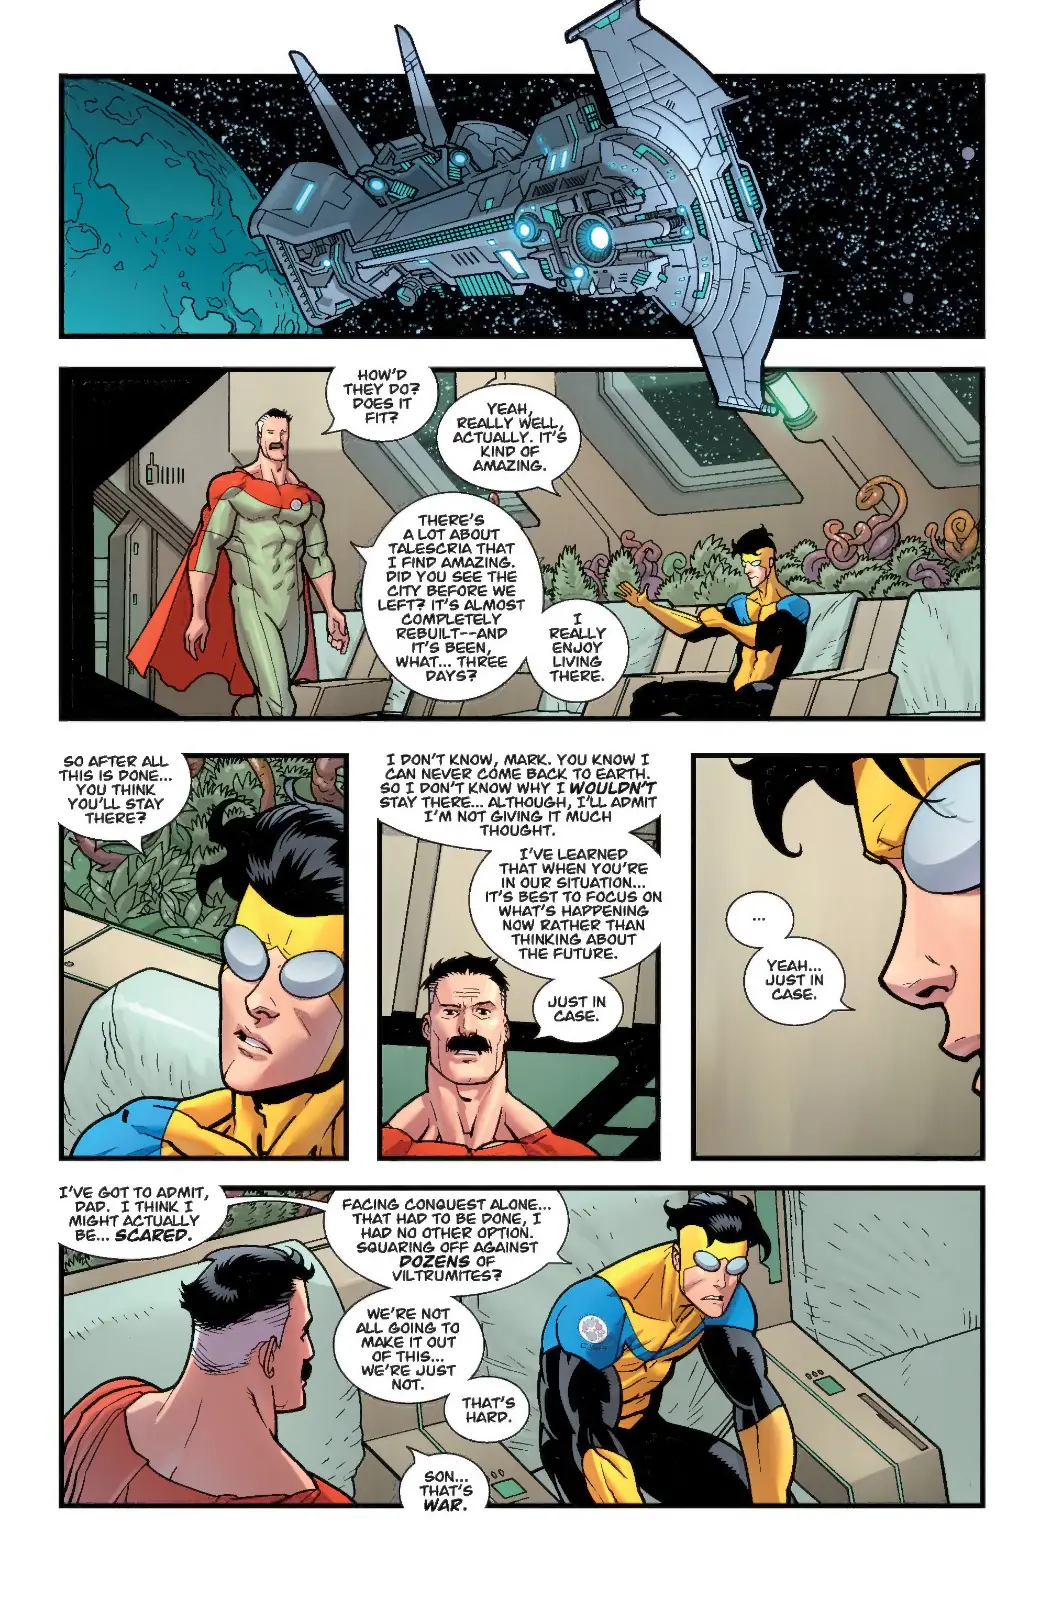 HOW'D
THEY DO?
DOES IT
FIT?
YEAH,
REALLY WELL,
ACTUALLY. IT'S
KIND OF
AMAZING.
THERE'S
A LOT ABOUT
TALESCRIA THAT
I FIND AMAZING.
DID YOU SEE THE
CITY BEFORE WE
LEFT? IT'S ALMOST
COMPLETELY
REBUILT--AND
IT'S BEEN,
WHAT... THREE
DAYS?
I
REALLY
ENJOY
LIVING
THERE.
SO AFTER ALL
THIS IS DONE...
YOU THINK
YOU'LL STAY
THERE?
I DON'T KNOW, MARK. YOU KNOW I
CAN NEVER COME BACK TO EARTH.
SO I DON'T KNOW WHY I WOULDN'T
STAY THERE... ALTHOUGH, I'LL ADMIT
I'M NOT GIVING IT MUCH
THOUGHT.
I'VE LEARNED
THAT WHEN YOU'RE
IN OUR SITUATION...
IT'S BEST TO FOCUS ON
WHAT'S HAPPENING
NOW RATHER THAN
THINKING ABOUT
THE FUTURE.
JUST IN
CASE.
...
YEAH...
JUST IN
CASE.
I'VE GOT TO ADMIT,
DAD. I THINK I
MIGHT ACTUALLY
BE... SCARED.
FACING CONQUEST ALONE...
THAT HAD TO BE DONE, I
HAD NO OTHER OPTION.
SQUARING OFF AGAINST
DOZENS OF
VILTRUMITES?
WE'RE NOT
ALL GOING TO
MAKE IT OUT
OF THIS...
WE'RE JUST
NOT.
THAT'S
HARD.
SON...
THAT'S
WAR.